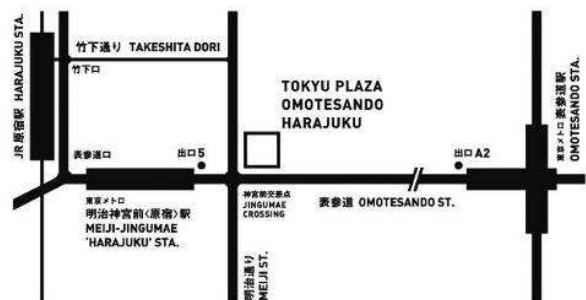 JR 原宿駅 HARAJUKU STA.
竹下通り TAKESHITA DORI
竹下口
TOKYU PLAZA
OMOTESANDO
HARAJUKU
東京メトロ 表参道駅
OMOTESANDO STA.
表参道口
出口 5
出口 A2
東京メトロ
明治神宮前〈原宿〉駅
MEIJI-JINGUMAE
'HARAJUKU' STA.
神宮前交差点
JINGUMAE
CROSSING
表参道 OMOTESANDO ST.
明治通り
MEIJI ST.